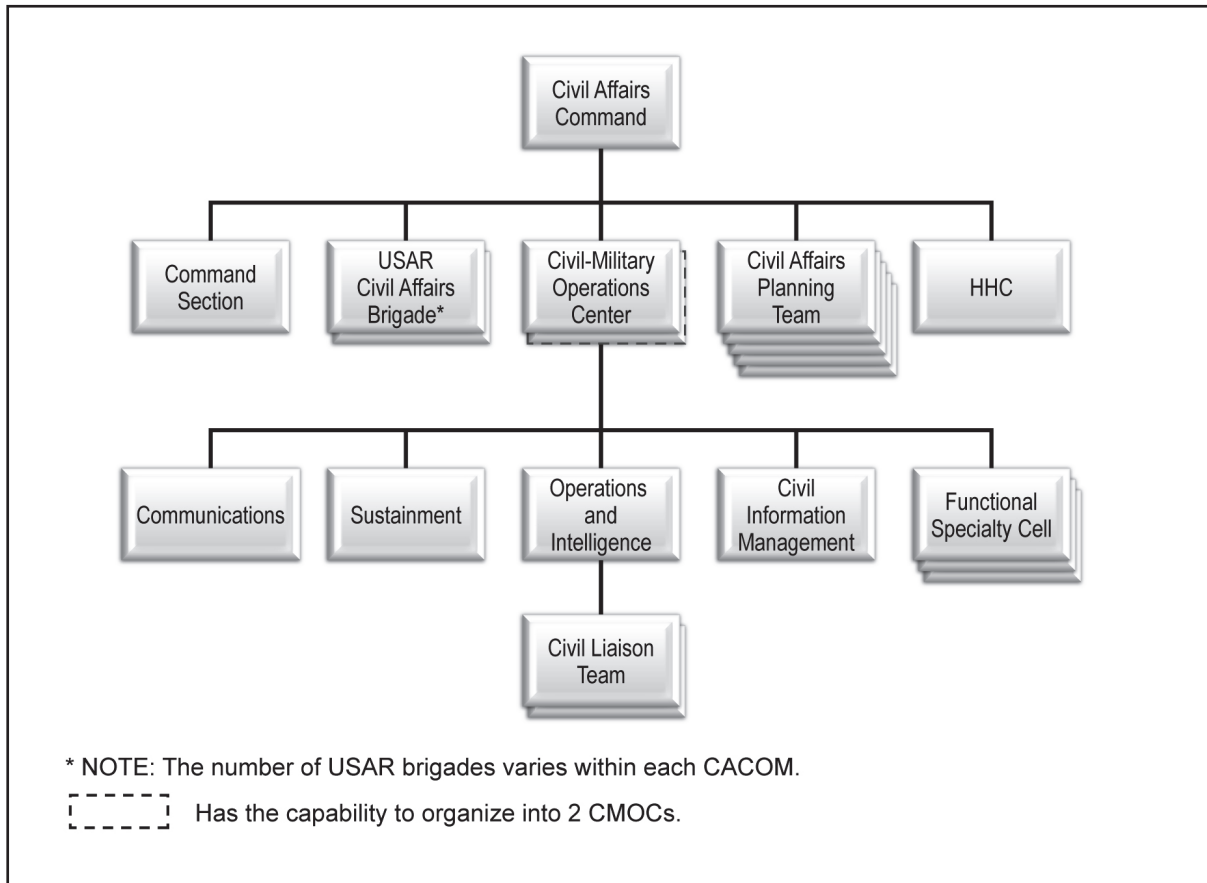 Civil Affairs
Command
Command
Section
USAR
Civil Affairs
Brigade*
Civil-Military
Operations
Center
Civil Affairs
Planning
Team
HHC
Communications
Sustainment
Operations
and
Intelligence
Civil
Information
Management
Functional
Specialty Cell
Civil Liaison
Team
* NOTE: The number of USAR brigades varies within each CACOM.
Has the capability to organize into 2 CMOCs.